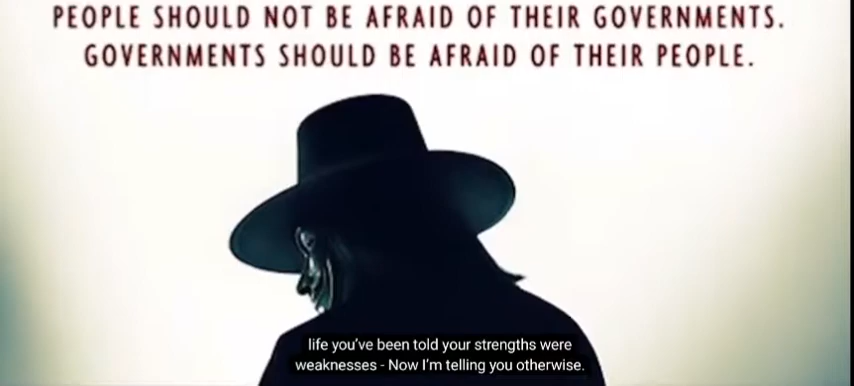 PEOPLE SHOULD NOT BE AFRAID OF THEIR GOVERNMENTS.
GOVERNMENTS SHOULD BE AFRAID OF THEIR PEOPLE.
life you've been told your strengths were
weaknesses - Now I'm telling you otherwise.